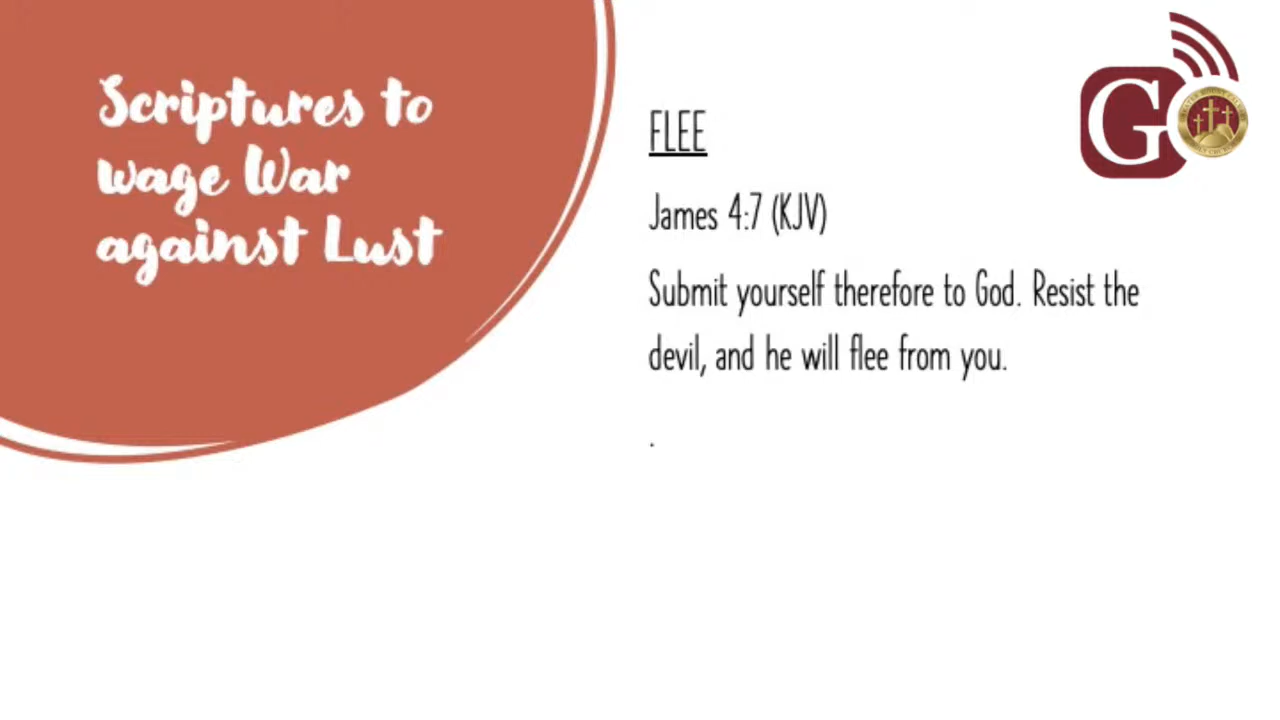 Scriptures to
wage War
against Lust
FLEE
James 4:7 (KJV)
Submit yourself therefore to God. Resist the
devil, and he will flee from you.
.
GO